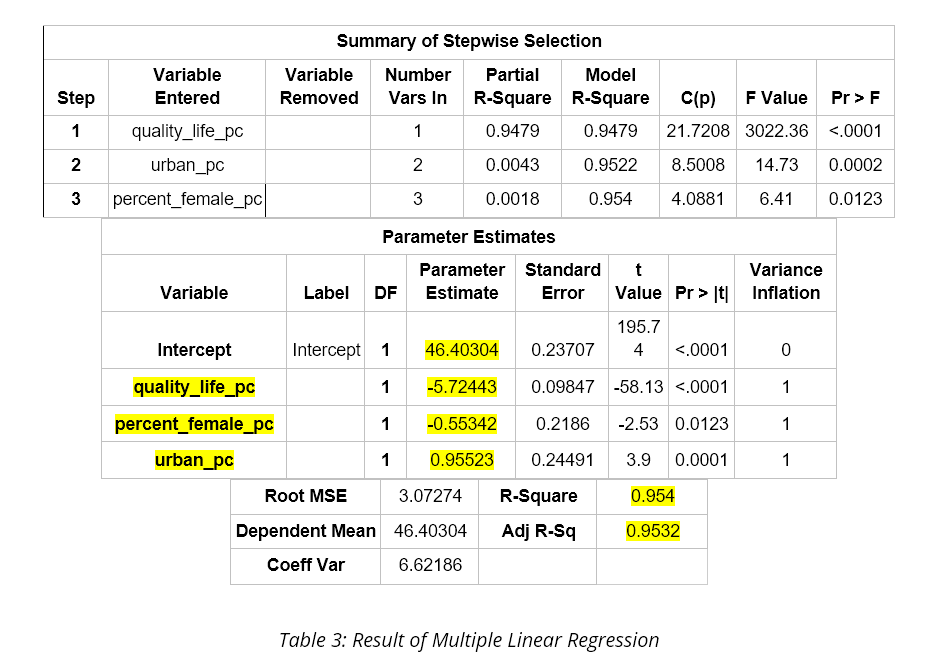 Summary of Stepwise Selection
Step Variable Entered Variable Removed Number Vars In Partial R-Square Model R-Square C(p) F Value Pr > F
1 quality_life_pc 1 0.9479 0.9479 21.7208 3022.36 <.0001
2 urban_pc 2 0.0043 0.9522 8.5008 14.73 0.0002
3 percent_female_pc 3 0.0018 0.954 4.0881 6.41 0.0123
Parameter Estimates
Variable Label DF Parameter Estimate Standard Error t Value Pr > |t| Variance Inflation
Intercept Intercept 1 46.40304 0.23707 195.74 <.0001 0
quality_life_pc 1 -5.72443 0.09847 -58.13 <.0001 1
percent_female_pc 1 -0.55342 0.2186 -2.53 0.0123 1
urban_pc 1 0.95523 0.24491 3.9 0.0001 1
Root MSE 3.07274 R-Square 0.954
Dependent Mean 46.40304 Adj R-Sq 0.9532
Coeff Var 6.62186
Table 3: Result of Multiple Linear Regression